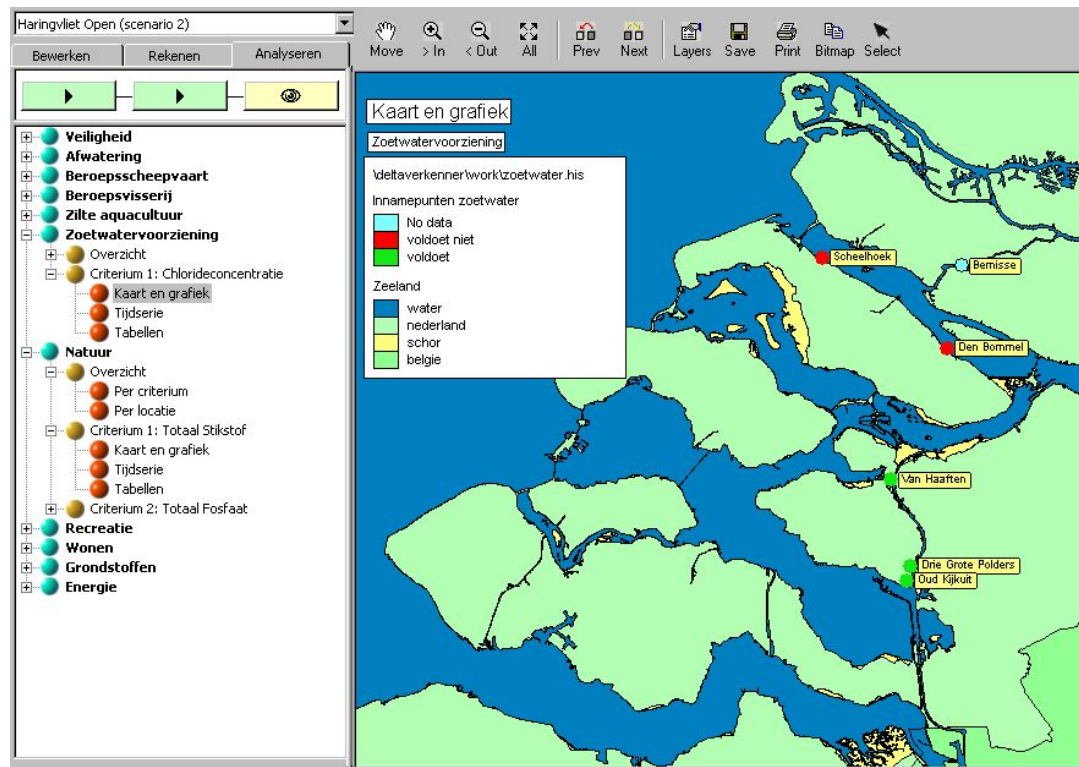 Haringvliet Open (scenario 2)
Bewerken Rekenen Analyseren
Move > In < Out All Prev Next Layers Save Print Bitmap Select
Veiligheid
Afwatering
Beroepsscheepvaart
Beroepsvisserij
Zilte aquacultuur
Zoetwatervoorziening
Overzicht
Criterium 1: Chlorideconcentratie
Kaart en grafiek
Tijdserie
Tabellen
Natuur
Overzicht
Per criterium
Per locatie
Criterium 1: Totaal Stikstof
Kaart en grafiek
Tijdserie
Tabellen
Criterium 2: Totaal Fosfaat
Recreatie
Wonen
Grondstoffen
Energie
Kaart en grafiek
Zoetwatervoorziening
\deltaverkenner\work\zoetwater.his
Innamepunten zoetwater
No data
voldoet niet
voldoet
Zeeland
water
nederland
schor
belgie
Scheelhoek
Bernisse
Den Bommel
Van Haaften
Drie Grote Polders
Oud Kijkuit